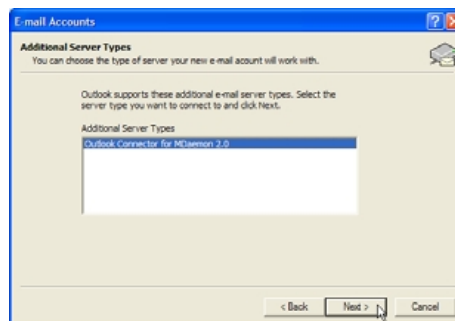 E-mail Accounts
Additional Server Types
You can choose the type of server your new e-mail acount will work with.
Outlook supports these additional e-mail server types. Select the
server type you want to connect to and click Next.
Additional Server Types
Outlook Connector for MDaemon 2.0
< Back Next > Cancel